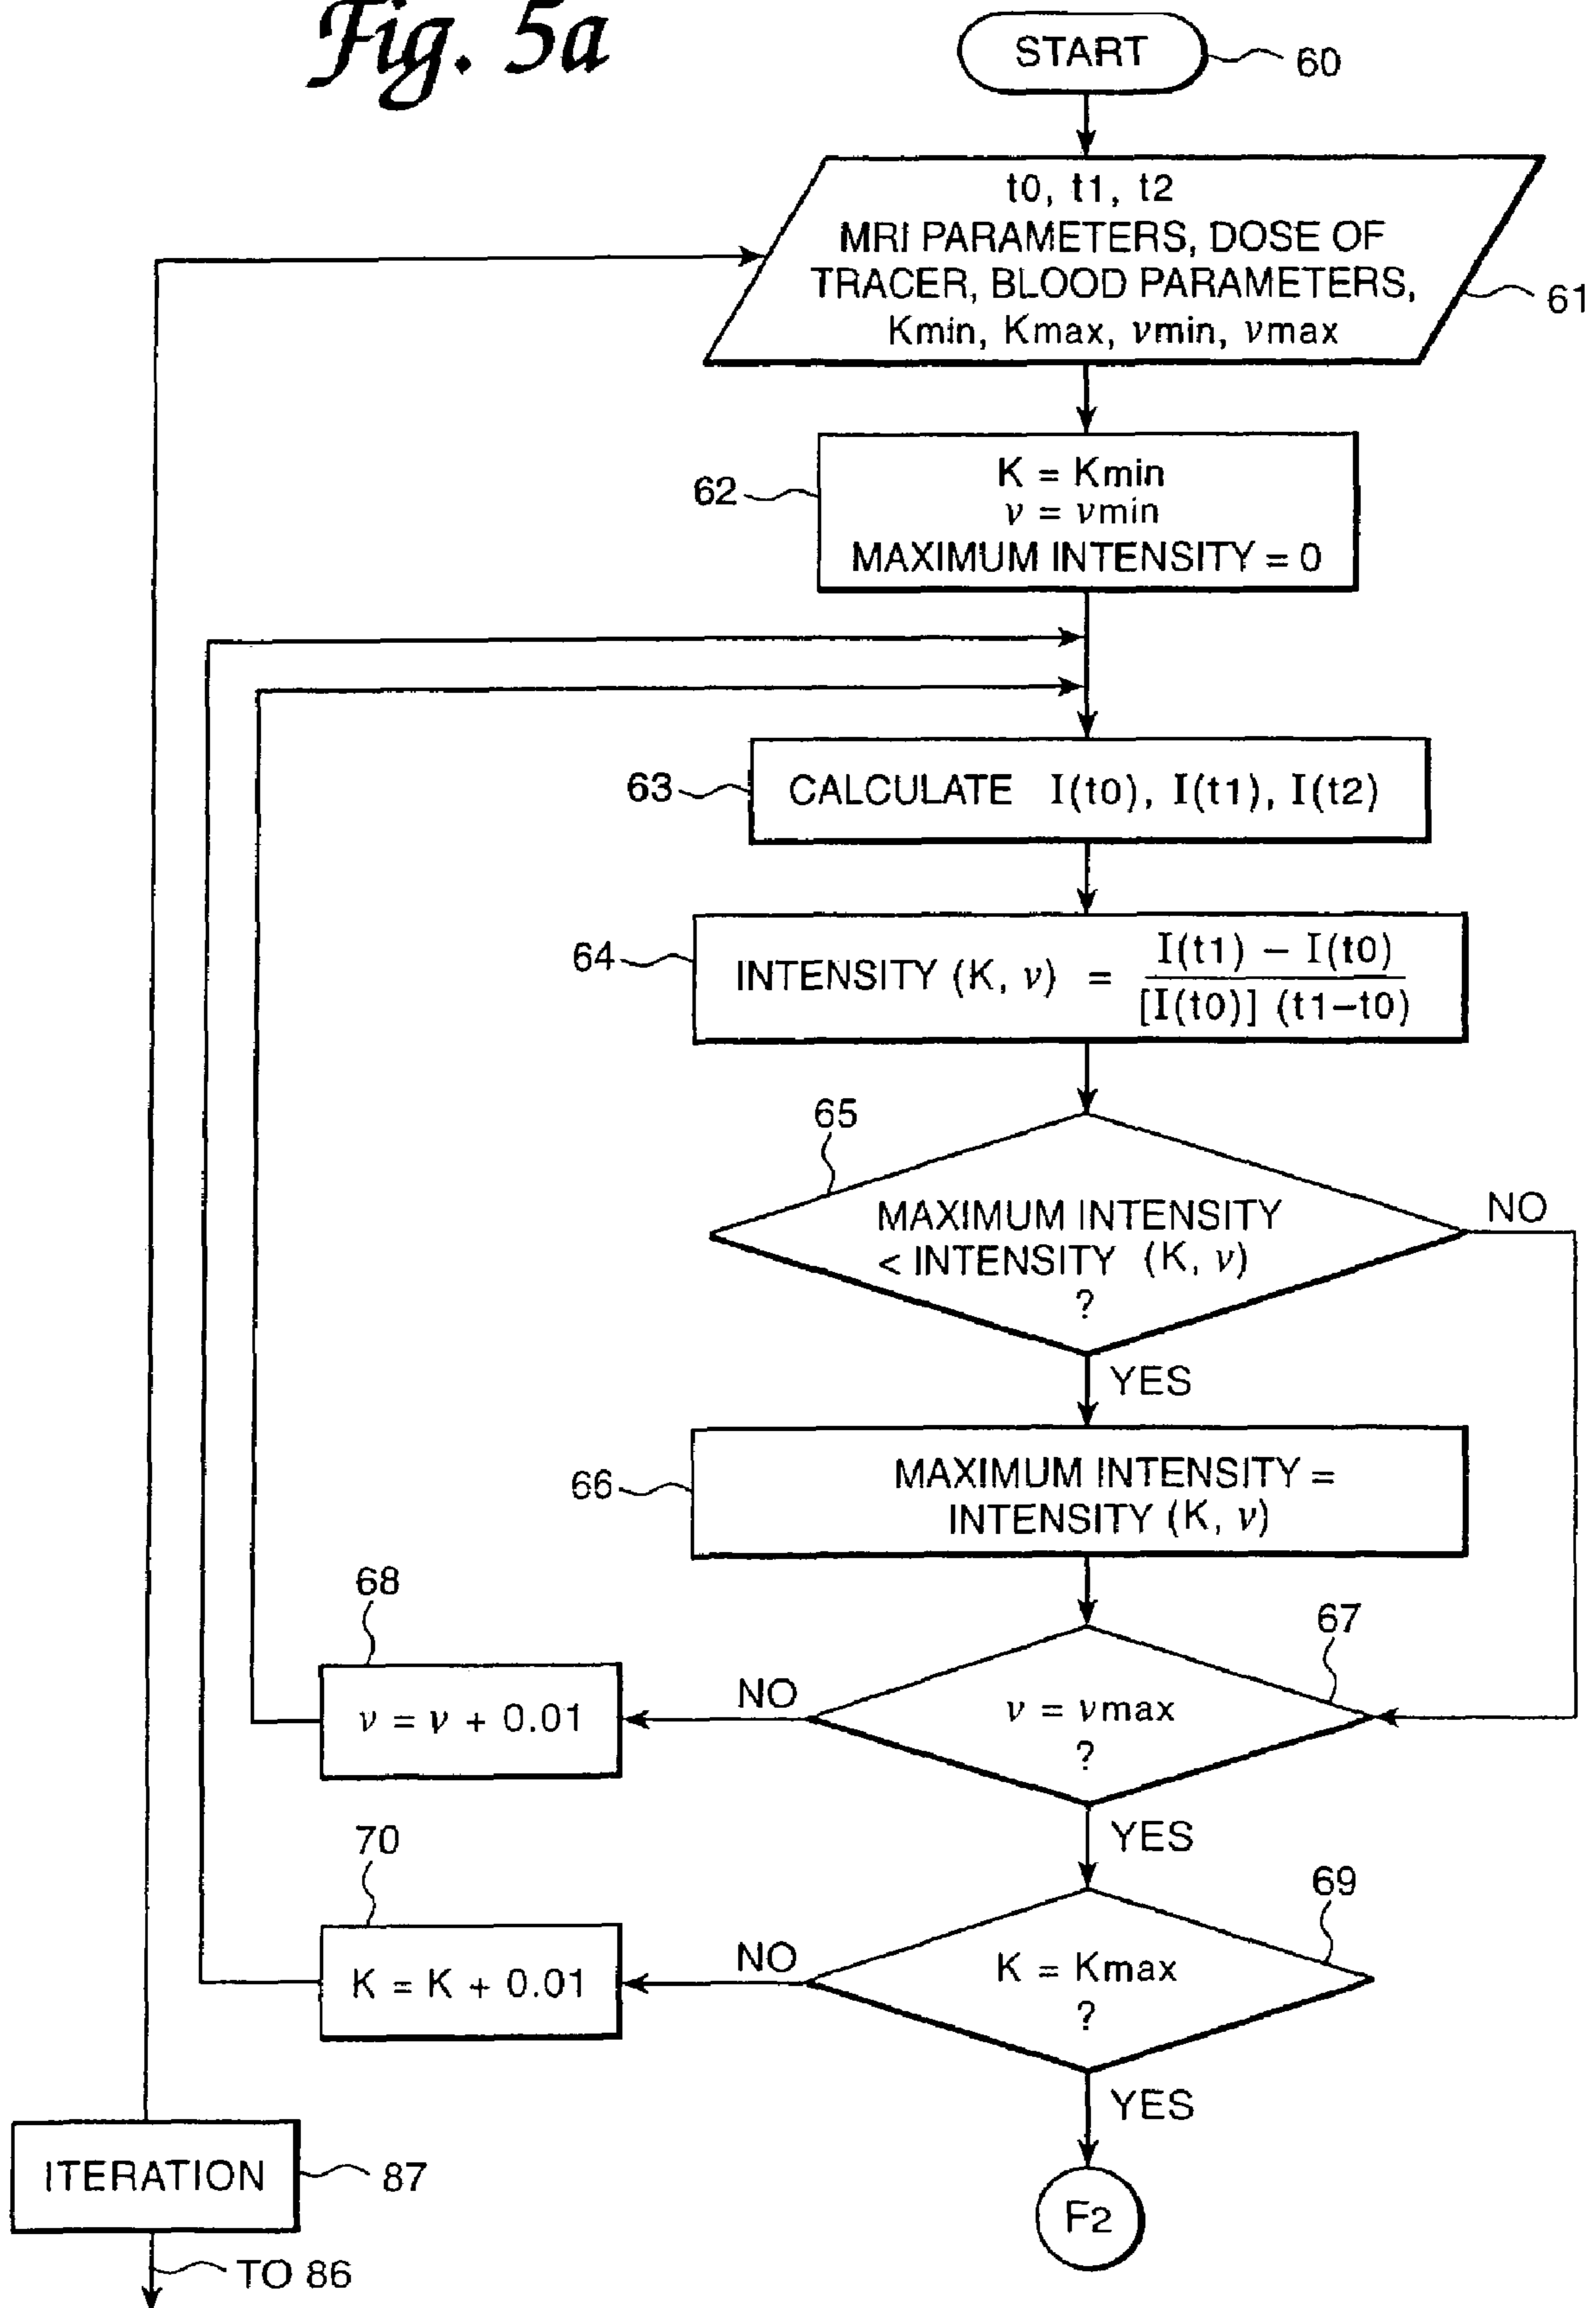 Fig. 5a
START
60
t0, t1, t2
MRI PARAMETERS, DOSE OF
TRACER, BLOOD PARAMETERS,
Kmin, Kmax, νmin, νmax
61
K = Kmin
ν = νmin
MAXIMUM INTENSITY = 0
62
63
CALCULATE I(t0), I(t1), I(t2)
64
INTENSITY (K, ν) =
I(t1) − I(t0)
[I(t0)] (t1−t0)
65
MAXIMUM INTENSITY
< INTENSITY (K, ν)
?
NO
YES
66
MAXIMUM INTENSITY =
INTENSITY (K, ν)
68
67
ν = ν + 0.01
NO
ν = νmax
?
YES
70
69
K = K + 0.01
NO
K = Kmax
?
YES
ITERATION
87
F2
TO 86